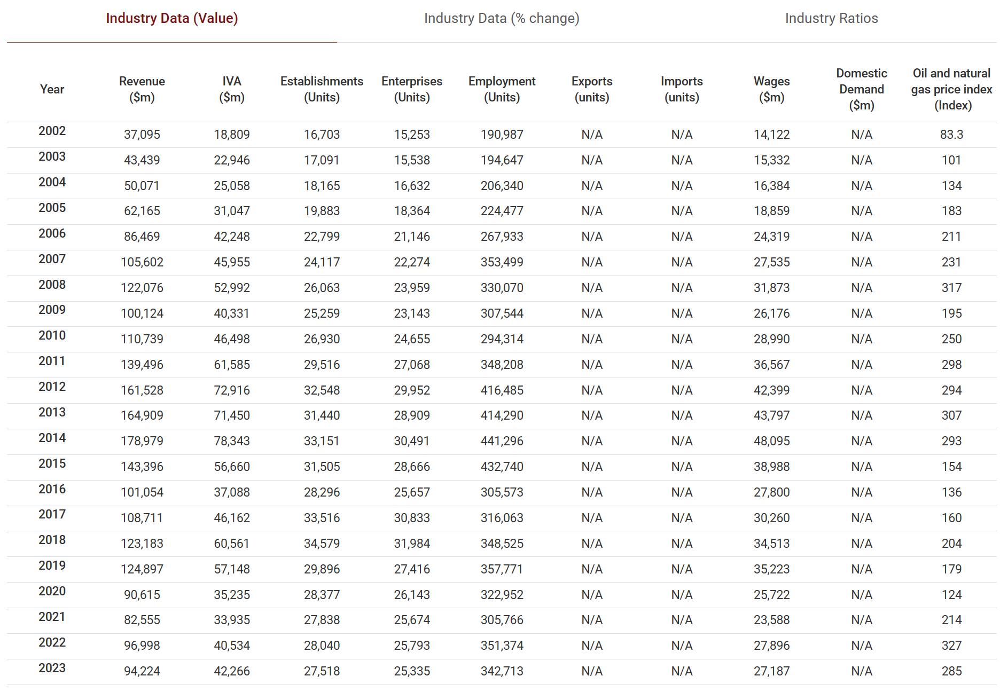 Industry Data (Value) Industry Data (% change) Industry Ratios
Year Revenue ($m) IVA ($m) Establishments (Units) Enterprises (Units) Employment (Units) Exports (units) Imports (units) Wages ($m) Domestic Demand ($m) Oil and natural gas price index (Index)
2002 37,095 18,809 16,703 15,253 190,987 N/A N/A 14,122 N/A 83.3
2003 43,439 22,946 17,091 15,538 194,647 N/A N/A 15,332 N/A 101
2004 50,071 25,058 18,165 16,632 206,340 N/A N/A 16,384 N/A 134
2005 62,165 31,047 19,883 18,364 224,477 N/A N/A 18,859 N/A 183
2006 86,469 42,248 22,799 21,146 267,933 N/A N/A 24,319 N/A 211
2007 105,602 45,955 24,117 22,274 353,499 N/A N/A 27,535 N/A 231
2008 122,076 52,992 26,063 23,959 330,070 N/A N/A 31,873 N/A 317
2009 100,124 40,331 25,259 23,143 307,544 N/A N/A 26,176 N/A 195
2010 110,739 46,498 26,930 24,655 294,314 N/A N/A 28,990 N/A 250
2011 139,496 61,585 29,516 27,068 348,208 N/A N/A 36,567 N/A 298
2012 161,528 72,916 32,548 29,952 416,485 N/A N/A 42,399 N/A 294
2013 164,909 71,450 31,440 28,909 414,290 N/A N/A 43,797 N/A 307
2014 178,979 78,343 33,151 30,491 441,296 N/A N/A 48,095 N/A 293
2015 143,396 56,660 31,505 28,666 432,740 N/A N/A 38,988 N/A 154
2016 101,054 37,088 28,296 25,657 305,573 N/A N/A 27,800 N/A 136
2017 108,711 46,162 33,516 30,833 316,063 N/A N/A 30,260 N/A 160
2018 123,183 60,561 34,579 31,984 348,525 N/A N/A 34,513 N/A 204
2019 124,897 57,148 29,896 27,416 357,771 N/A N/A 35,223 N/A 179
2020 90,615 35,235 28,377 26,143 322,952 N/A N/A 25,722 N/A 124
2021 82,555 33,935 27,838 25,674 305,766 N/A N/A 23,588 N/A 214
2022 96,998 40,534 28,040 25,793 351,374 N/A N/A 27,896 N/A 327
2023 94,224 42,266 27,518 25,335 342,713 N/A N/A 27,187 N/A 285